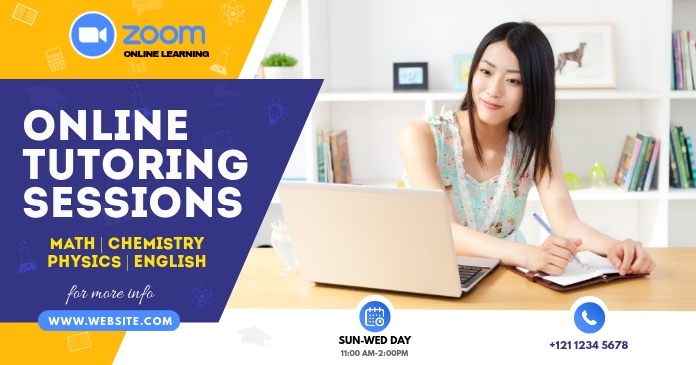 zoom
ONLINE LEARNING
ONLINE
TUTORING
SESSIONS
MATH | CHEMISTRY
PHYSICS | ENGLISH
for more info
WWW.WEBSITE.COM
SUN-WED DAY
11:00 AM-2:00PM
+121 1234 5678